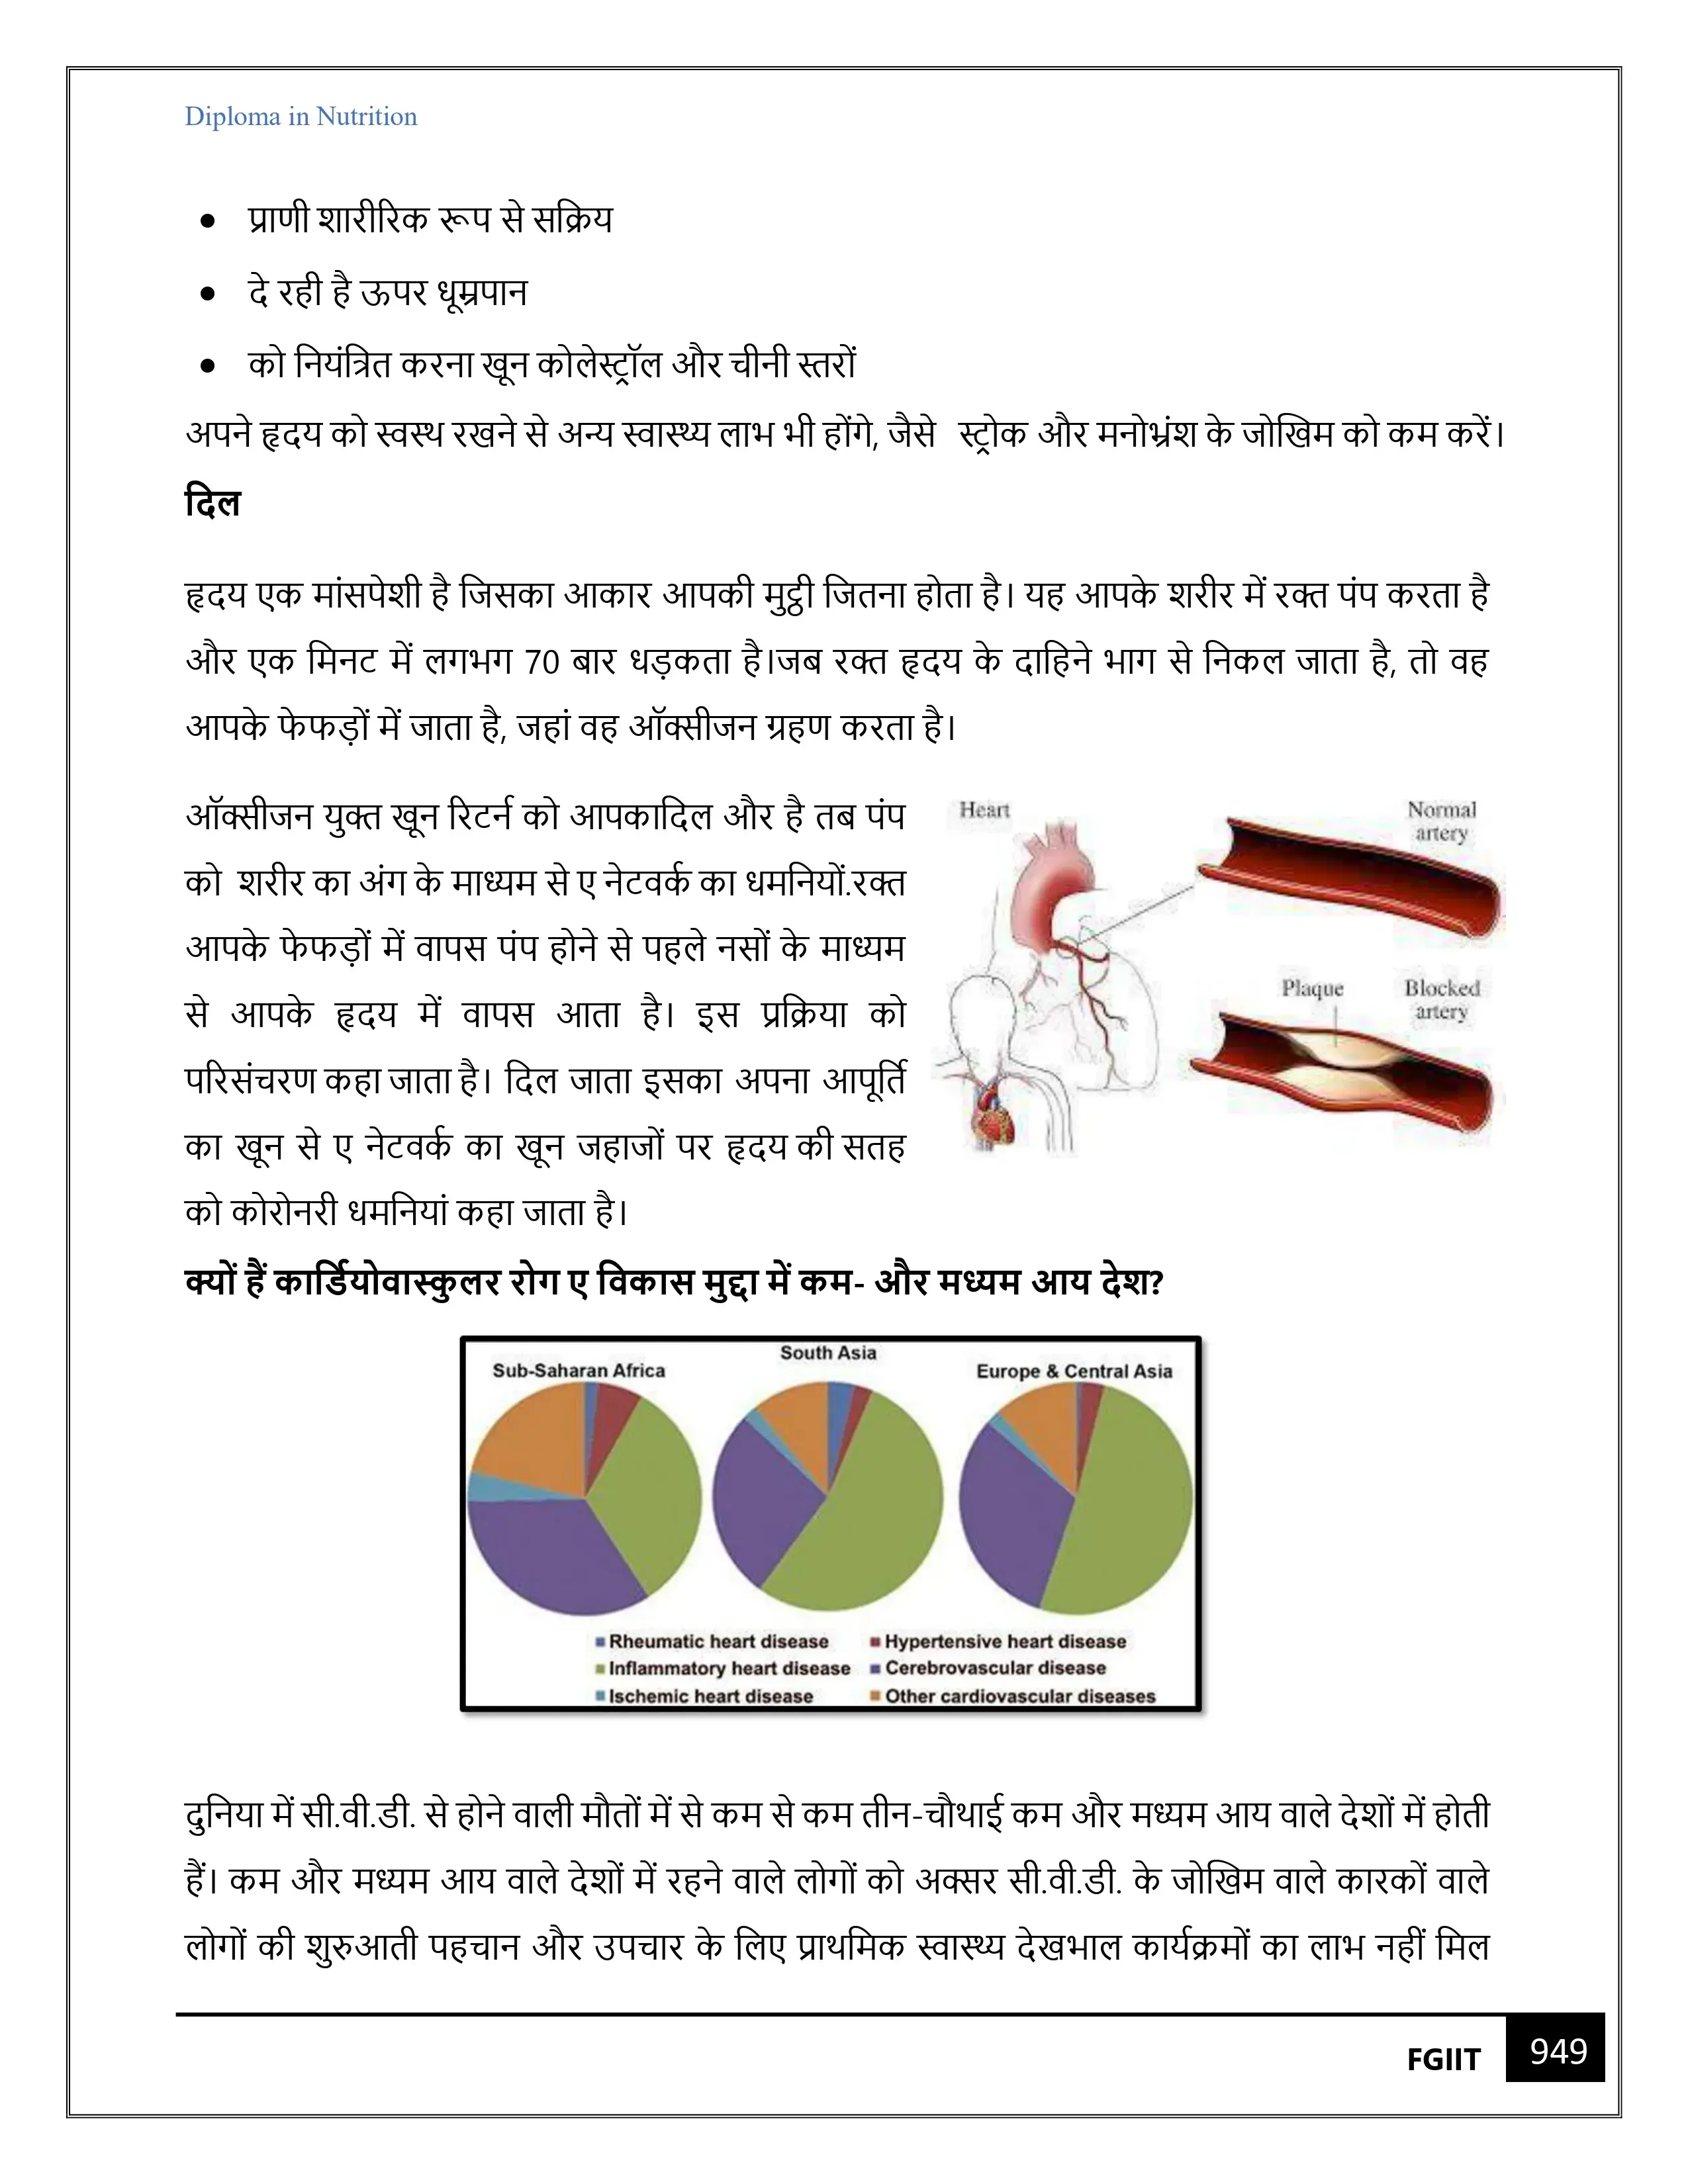 Diploma in Nutrition
• प्राणी शारीरिक रूप से सक्रिय
• दे रही है ऊपर धूम्रपान
• को नियंत्रित करना खून कोलेस्ट्रॉल और चीनी स्तरों
अपने हृदय को स्वस्थ रखने से अन्य स्वास्थ्य लाभ भी होंगे, जैसे स्ट्रोक और मनोभ्रंश के जोखिम को कम करें।
दिल
हृदय एक मांसपेशी है जिसका आकार आपकी मुट्ठी जितना होता है। यह आपके शरीर में रक्त पंप करता है
और एक मिनट में लगभग 70 बार धड़कता है।जब रक्त हृदय के दाहिने भाग से निकल जाता है, तो वह
आपके फेफड़ों में जाता है, जहां वह ऑक्सीजन ग्रहण करता है।
ऑक्सीजन युक्त खून रिटर्न को आपकादिल और है तब पंप
को शरीर का अंग के माध्यम से ए नेटवर्क का धमनियों.रक्त
आपके फेफड़ों में वापस पंप होने से पहले नसों के माध्यम
से आपके हृदय में वापस आता है। इस प्रक्रिया को
परिसंचरण कहा जाता है। दिल जाता इसका अपना आपूर्ति
का खून से ए नेटवर्क का खून जहाजों पर हृदय की सतह
को कोरोनरी धमनियां कहा जाता है।
Heart
Normal
artery
Plaque
Blocked
artery
क्यों हैं कार्डियोवास्कुलर रोग ए विकास मुद्दा में कम- और मध्यम आय देश?
Sub-Saharan Africa
South Asia
Europe & Central Asia
Rheumatic heart disease
Hypertensive heart disease
Inflammatory heart disease
Cerebrovascular disease
Ischemic heart disease
Other cardiovascular diseases
दुनिया में सी.वी.डी. से होने वाली मौतों में से कम से कम तीन-चौथाई कम और मध्यम आय वाले देशों में होती
हैं। कम और मध्यम आय वाले देशों में रहने वाले लोगों को अक्सर सी.वी.डी. के जोखिम वाले कारकों वाले
लोगों की शुरुआती पहचान और उपचार के लिए प्राथमिक स्वास्थ्य देखभाल कार्यक्रमों का लाभ नहीं मिल
FGIIT 949